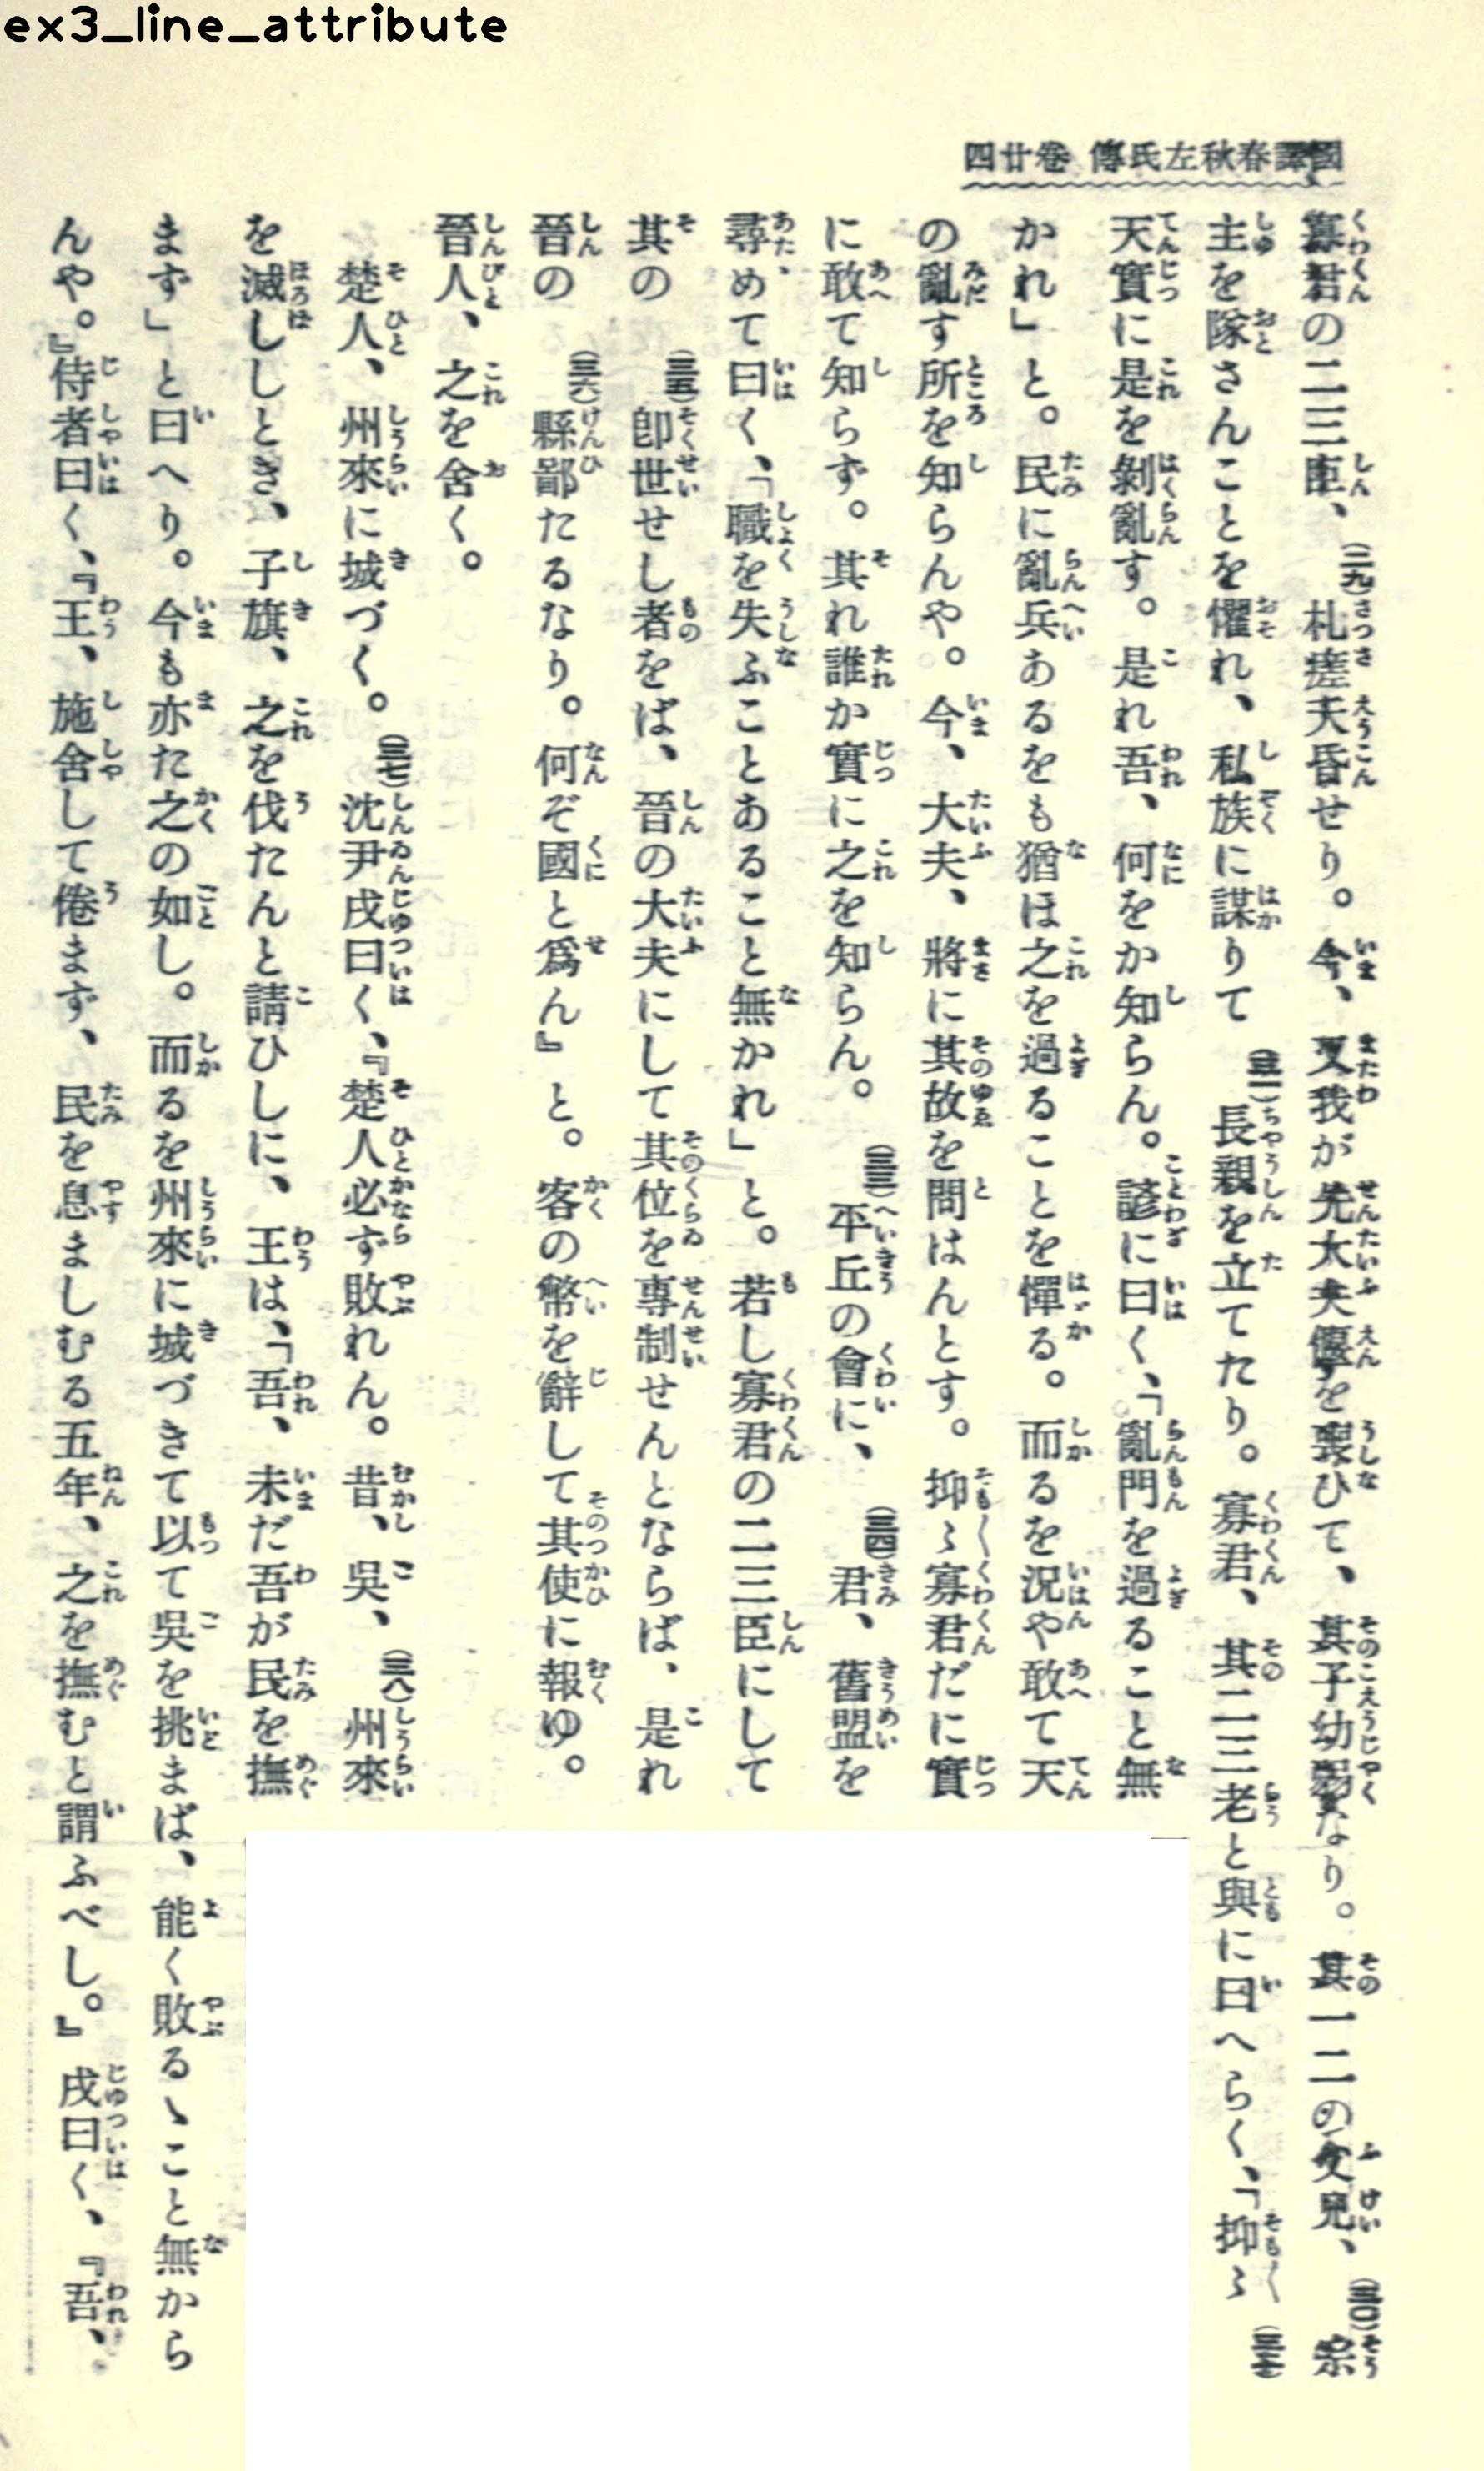 ex3_line_attribute
國譯春秋左氏傳 卷廿四
寡君の二三臣、(二九)札瘥夭昏せり。今、又我が先大夫偃を喪ひて、其子幼弱なり。其一二の父兄、(三〇)宗
主を隊さんことを懼れ、私族に謀りて(三一)長親を立てたり。寡君、其二三老と與に曰へらく、「抑〻(三二)
天實に是を剝亂す。是れ吾、何をか知らん。諺に曰く、「亂門を過ること無
かれ」と。民に亂兵あるをも猶ほ之を過ることを憚る。而るを況や敢て天
の亂す所を知らんや。今、大夫、將に其故を問はんとす。抑〻寡君だに實
に敢て知らず。其れ誰か實に之を知らん。(三三)平丘の會に、(三四)君、舊盟を
尋めて曰く、「職を失ふことあること無かれ」と。若し寡君の二三臣にして
其の(三五)卽世せし者をば、晉の大夫にして其位を專制せんとならば、是れ
晉の(三六)縣鄙たるなり。何ぞ國と爲ん』と。客の幣を辭して其使に報ゆ。
晉人、之を舍く。
楚人、州來に城づく。(三七)沈尹戌曰く、『楚人必ず敗れん。昔、吳、(三八)州來
を滅ししとき、子旗、之を伐たんと請ひしに、王は、「吾、未だ吾が民を撫
まず」と曰へり。今も亦た之の如し。而るを州來に城づきて以て吳を挑まば、能く敗るゝこと無から
んや。』侍者曰く、『王、施舍して倦まず、民を息ましむる五年、之を撫むと謂ふべし。』戌曰く、『吾、